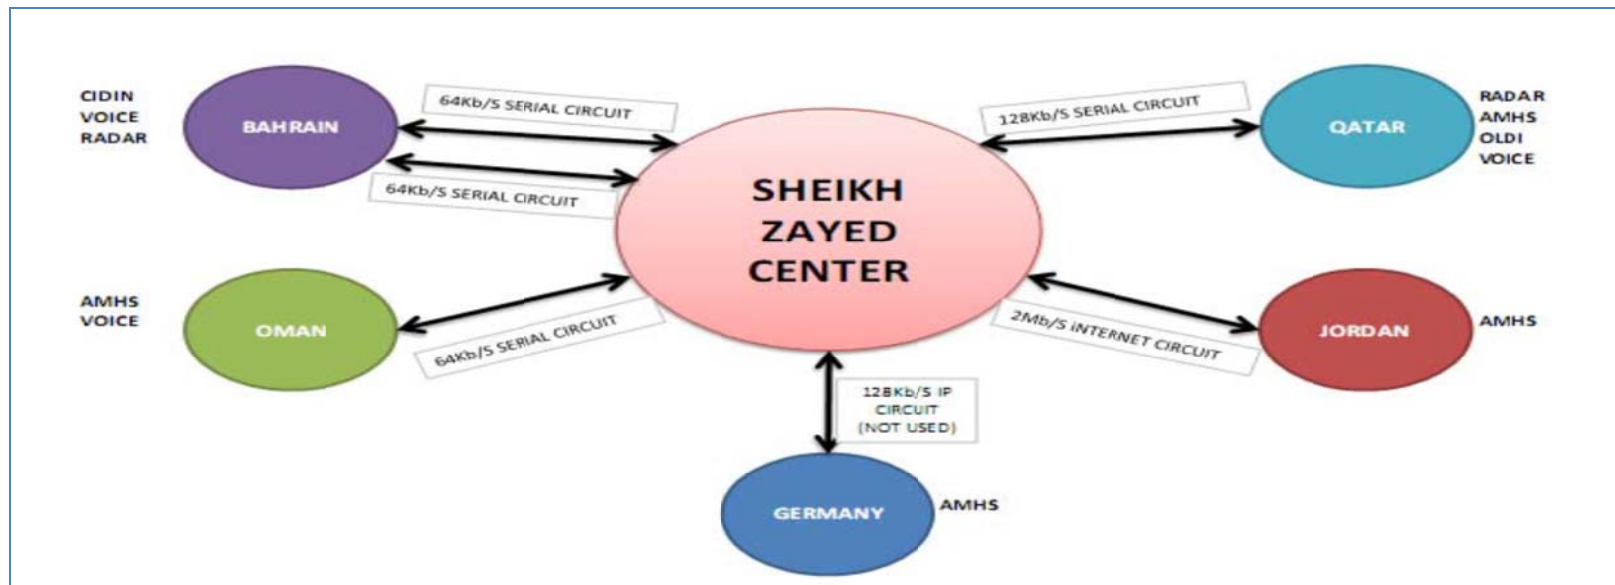 CIDIN
VOICE
RADAR
BAHRAIN
64Kb/S SERIAL CIRCUIT
64Kb/S SERIAL CIRCUIT
128Kb/S SERIAL CIRCUIT
QATAR
RADAR
AMHS
OLDI
VOICE
SHEIKH
ZAYED
CENTER
AMHS
VOICE
OMAN
64Kb/S SERIAL CIRCUIT
2Mb/S iNTERNET CIRCUIT
JORDAN
AMHS
128Kb/S IP
CIRCUIT
(NOT USED)
GERMANY
AMHS